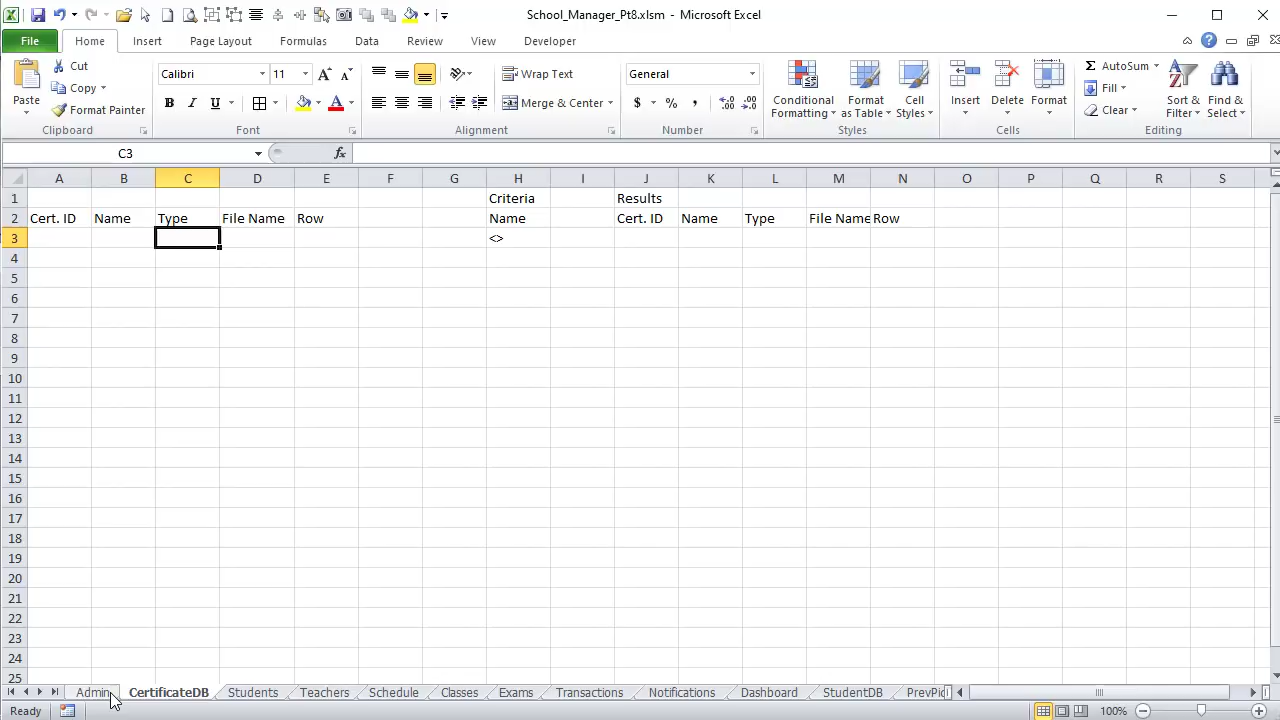 School_Manager_Pt8.xlsm - Microsoft Excel
File Home Insert Page Layout Formulas Data Review View Developer
Paste
Cut
Copy
Format Painter
Clipboard
Calibri 11
B I U A
Font
Wrap Text
Merge & Center
Alignment
General
$ % ,
Number
Conditional Formatting
Format as Table
Cell Styles
Styles
Insert
Delete
Format
Cells
AutoSum
Fill
Clear
Sort & Filter
Find & Select
Editing
C3 fx
A B C D E F G H I J K L M N O P Q R S
1 Criteria Results
2 Cert. ID Name Type File Name Row Name Cert. ID Name Type File Name Row
3 <>
4
5
6
7
8
9
10
11
12
13
14
15
16
17
18
19
20
21
22
23
24
25
Admin CertificateDB Students Teachers Schedule Classes Exams Transactions Notifications Dashboard StudentDB PrevPic
Ready 100%